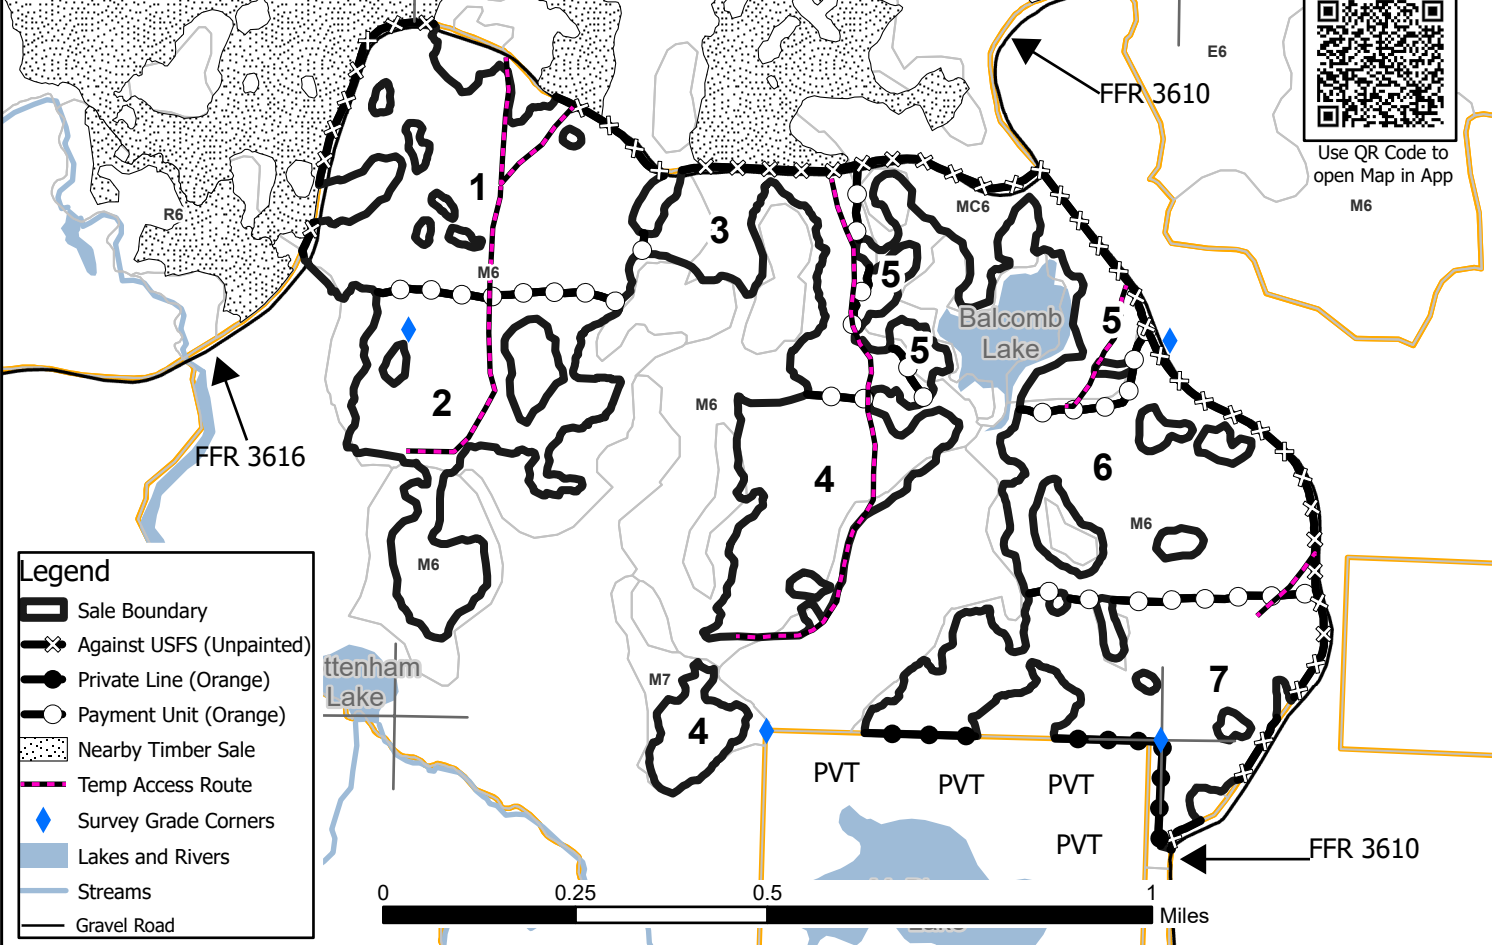 E6
FFR 3610
Use QR Code to
open Map in App
M6
MC6
R6
1
3
M6
5
Balcomb
Lake
5
5
2
M6
FFR 3616
4
6
M6
M6
Legend
Sale Boundary
Against USFS (Unpainted)
Private Line (Orange)
Payment Unit (Orange)
Nearby Timber Sale
Temp Access Route
Survey Grade Corners
Lakes and Rivers
Streams
Gravel Road
ttenham
Lake
M7
4
7
PVT
PVT
PVT
PVT
FFR 3610
0 0.25 0.5 1
Miles
Lake